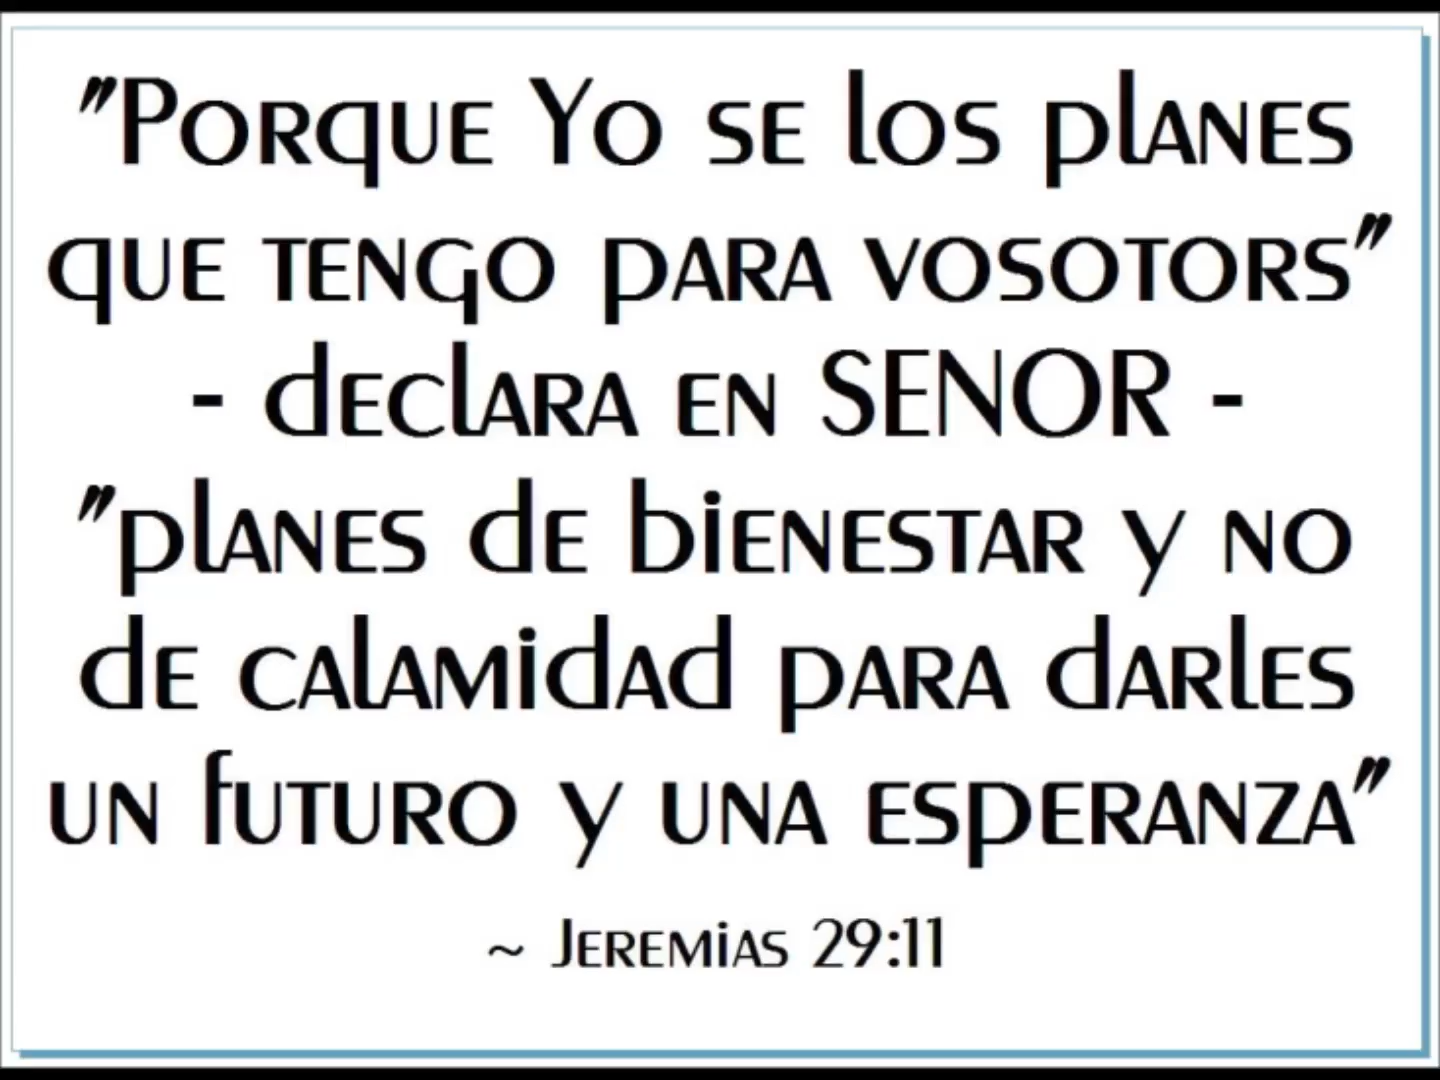 "Porque Yo se los planes
que tengo para vosotors"
- declara en SENOR -
"planes de bienestar y no
de calamidad para darles
un futuro y una esperanza"
~ Jeremias 29:11